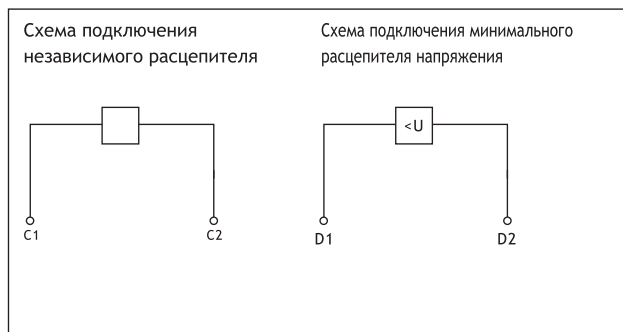 Схема подключения
независимого расцепителя
Схема подключения минимального
расцепителя напряжения
<U
C1
C2
D1
D2